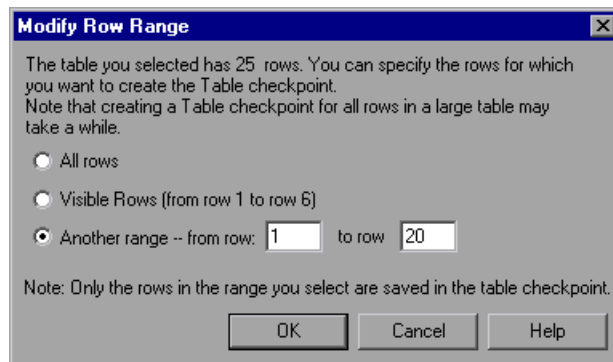 Modify Row Range
The table you selected has 25 rows. You can specify the rows for which
you want to create the Table checkpoint.
Note that creating a Table checkpoint for all rows in a large table may
take a while.
All rows
Visible Rows (from row 1 to row 6)
Another range -- from row: 1 to row 20
Note: Only the rows in the range you select are saved in the table checkpoint.
OK Cancel Help